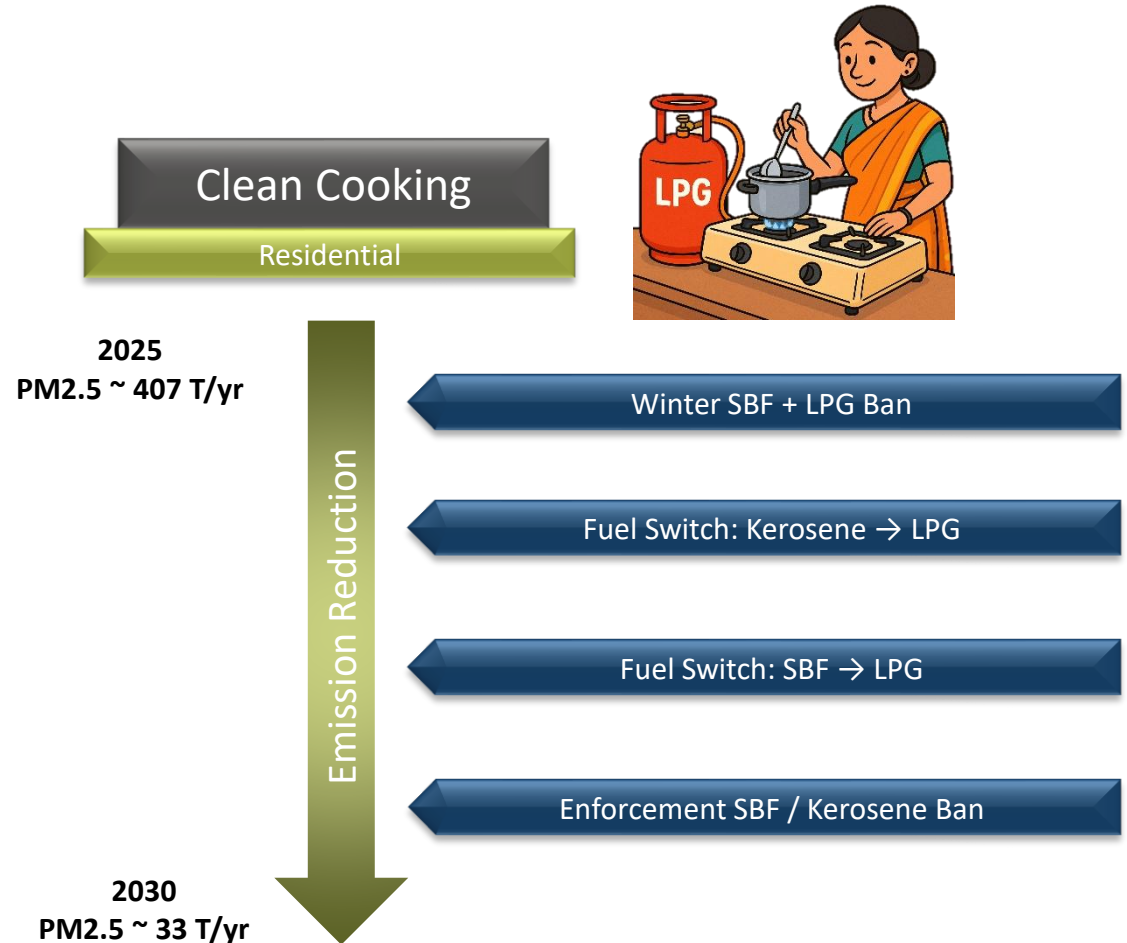 Clean Cooking
Residential
LPG
2025
PM2.5 ~ 407 T/yr
Winter SBF + LPG Ban
Fuel Switch: Kerosene → LPG
Emission Reduction
Fuel Switch: SBF → LPG
Enforcement SBF / Kerosene Ban
2030
PM2.5 ~ 33 T/yr